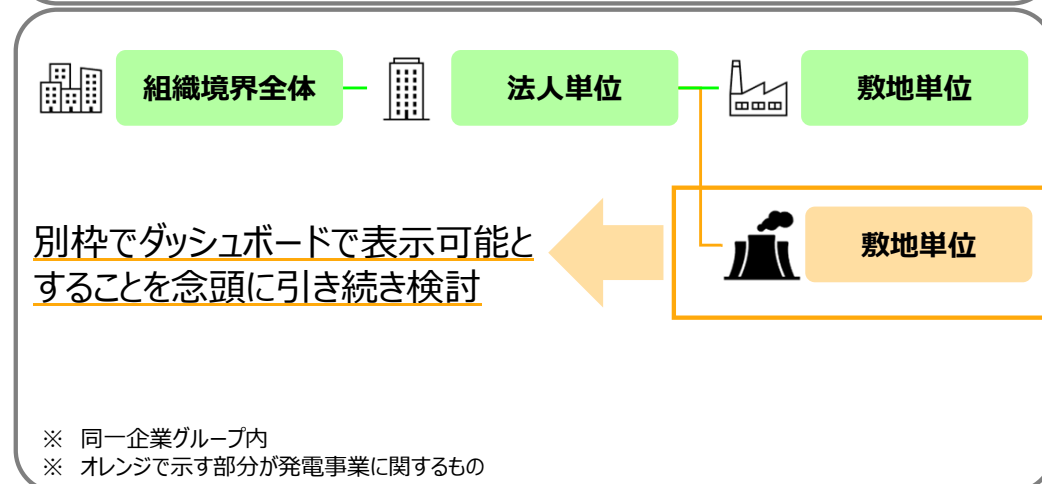 組織境界全体
法人単位
敷地単位
敷地単位
別枠でダッシュボードで表示可能と
することを念頭に引き続き検討
※ 同一企業グループ内
※ オレンジで示す部分が発電事業に関するもの